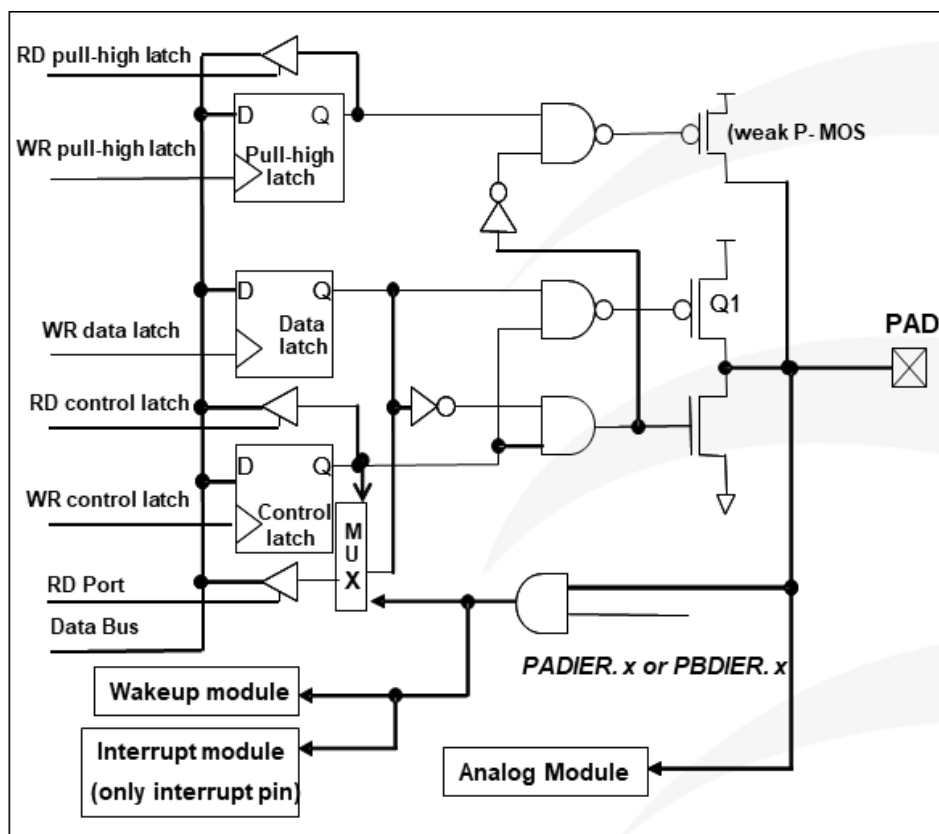 RD pull-high latch
D Q
(weak P- MOS
WR pull-high latch
Pull-high
latch
D Q
Q1
Data
latch
WR data latch
PAD
RD control latch
D Q
WR control latch
Control
latch
M
U
X
RD Port
Data Bus
PADIER. x or PBDIER. x
Wakeup module
Interrupt module
(only interrupt pin)
Analog Module